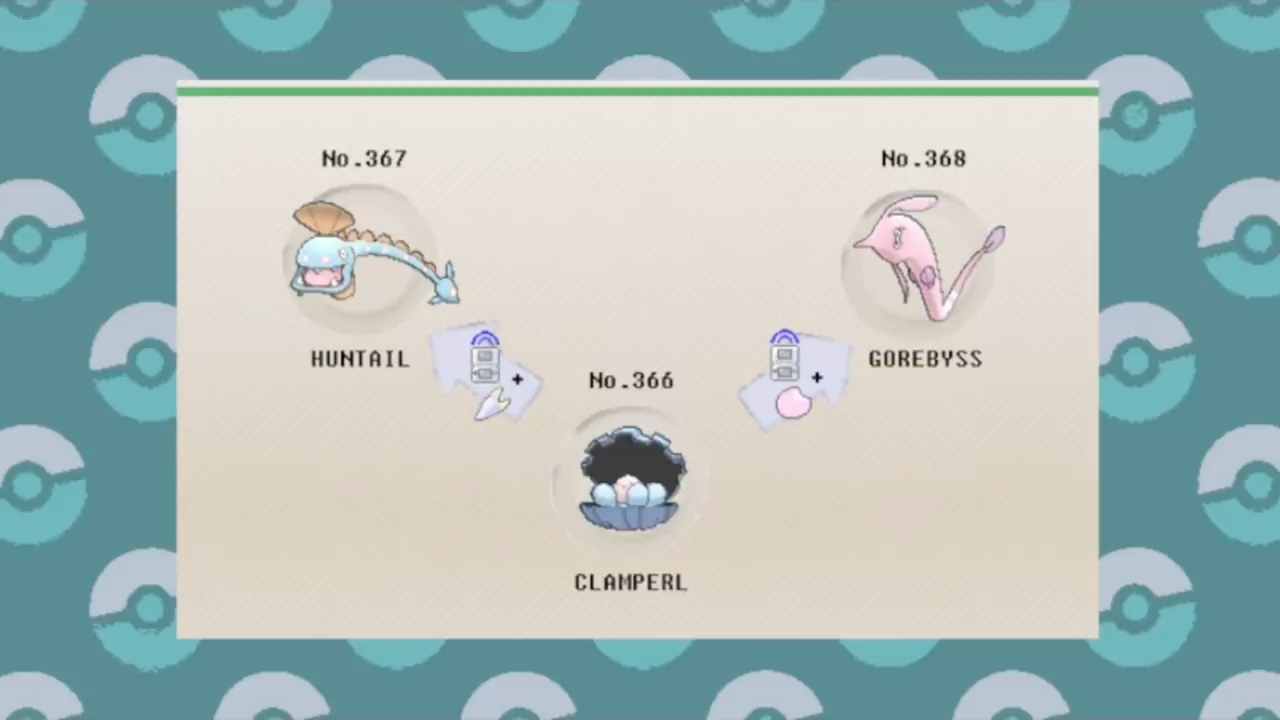 No.367
No.368
HUNTAIL
GOREBYSS
+
+
No.366
CLAMPERL